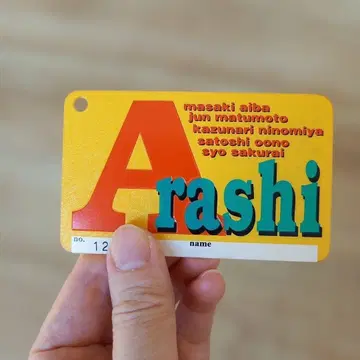 masaki aiba
jun matumoto
kazunari ninomiya
satoshi oono
syo sakurai
Arashi
no. 12
name